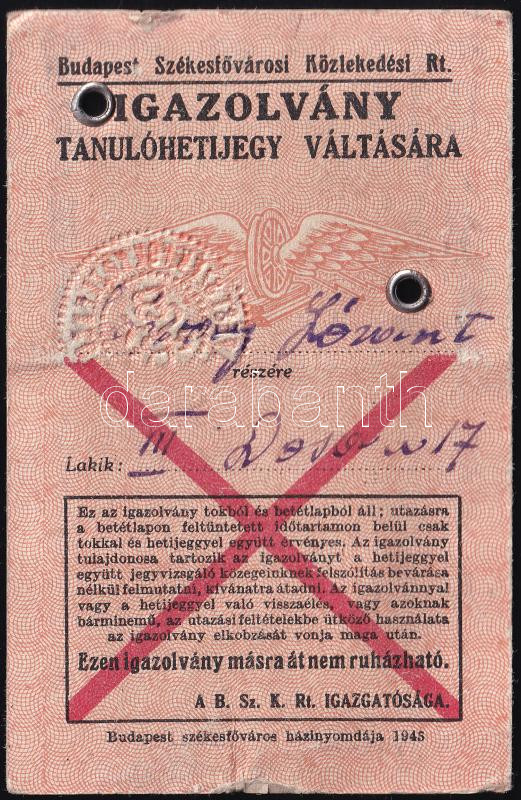 Budapest Székesfővárosi Közlekedési Rt.
IGAZOLVÁNY
TANULÓHETIJEGY VÁLTÁSÁRA
Lóránt
részére
darabanth
Lakik: III 17
Ez az igazolvány tokból és betétlapból áll; utazásra
a betétlapon feltüntetett időtartamon belül csak
tokkal és hetijeggyel együtt érvényes. Az igazolvány
tulajdonosa tartozik az igazolványt a hetijeggyel
együtt jegyvizsgáló közegeinknek felszólítás bevárása
nélkül felmutatni, kívánatra átadni. Az igazolvánnyal
vagy a hetijeggyel való visszaélés, vagy azoknak
bárminemű, az utazási feltételekbe ütköző használata
az igazolvány elkobzását vonja maga után.
Ezen igazolvány másra át nem ruházható.
A B. Sz. K. Rt. IGAZGATÓSÁGA.
Budapest székesfőváros házinyomdája 1945